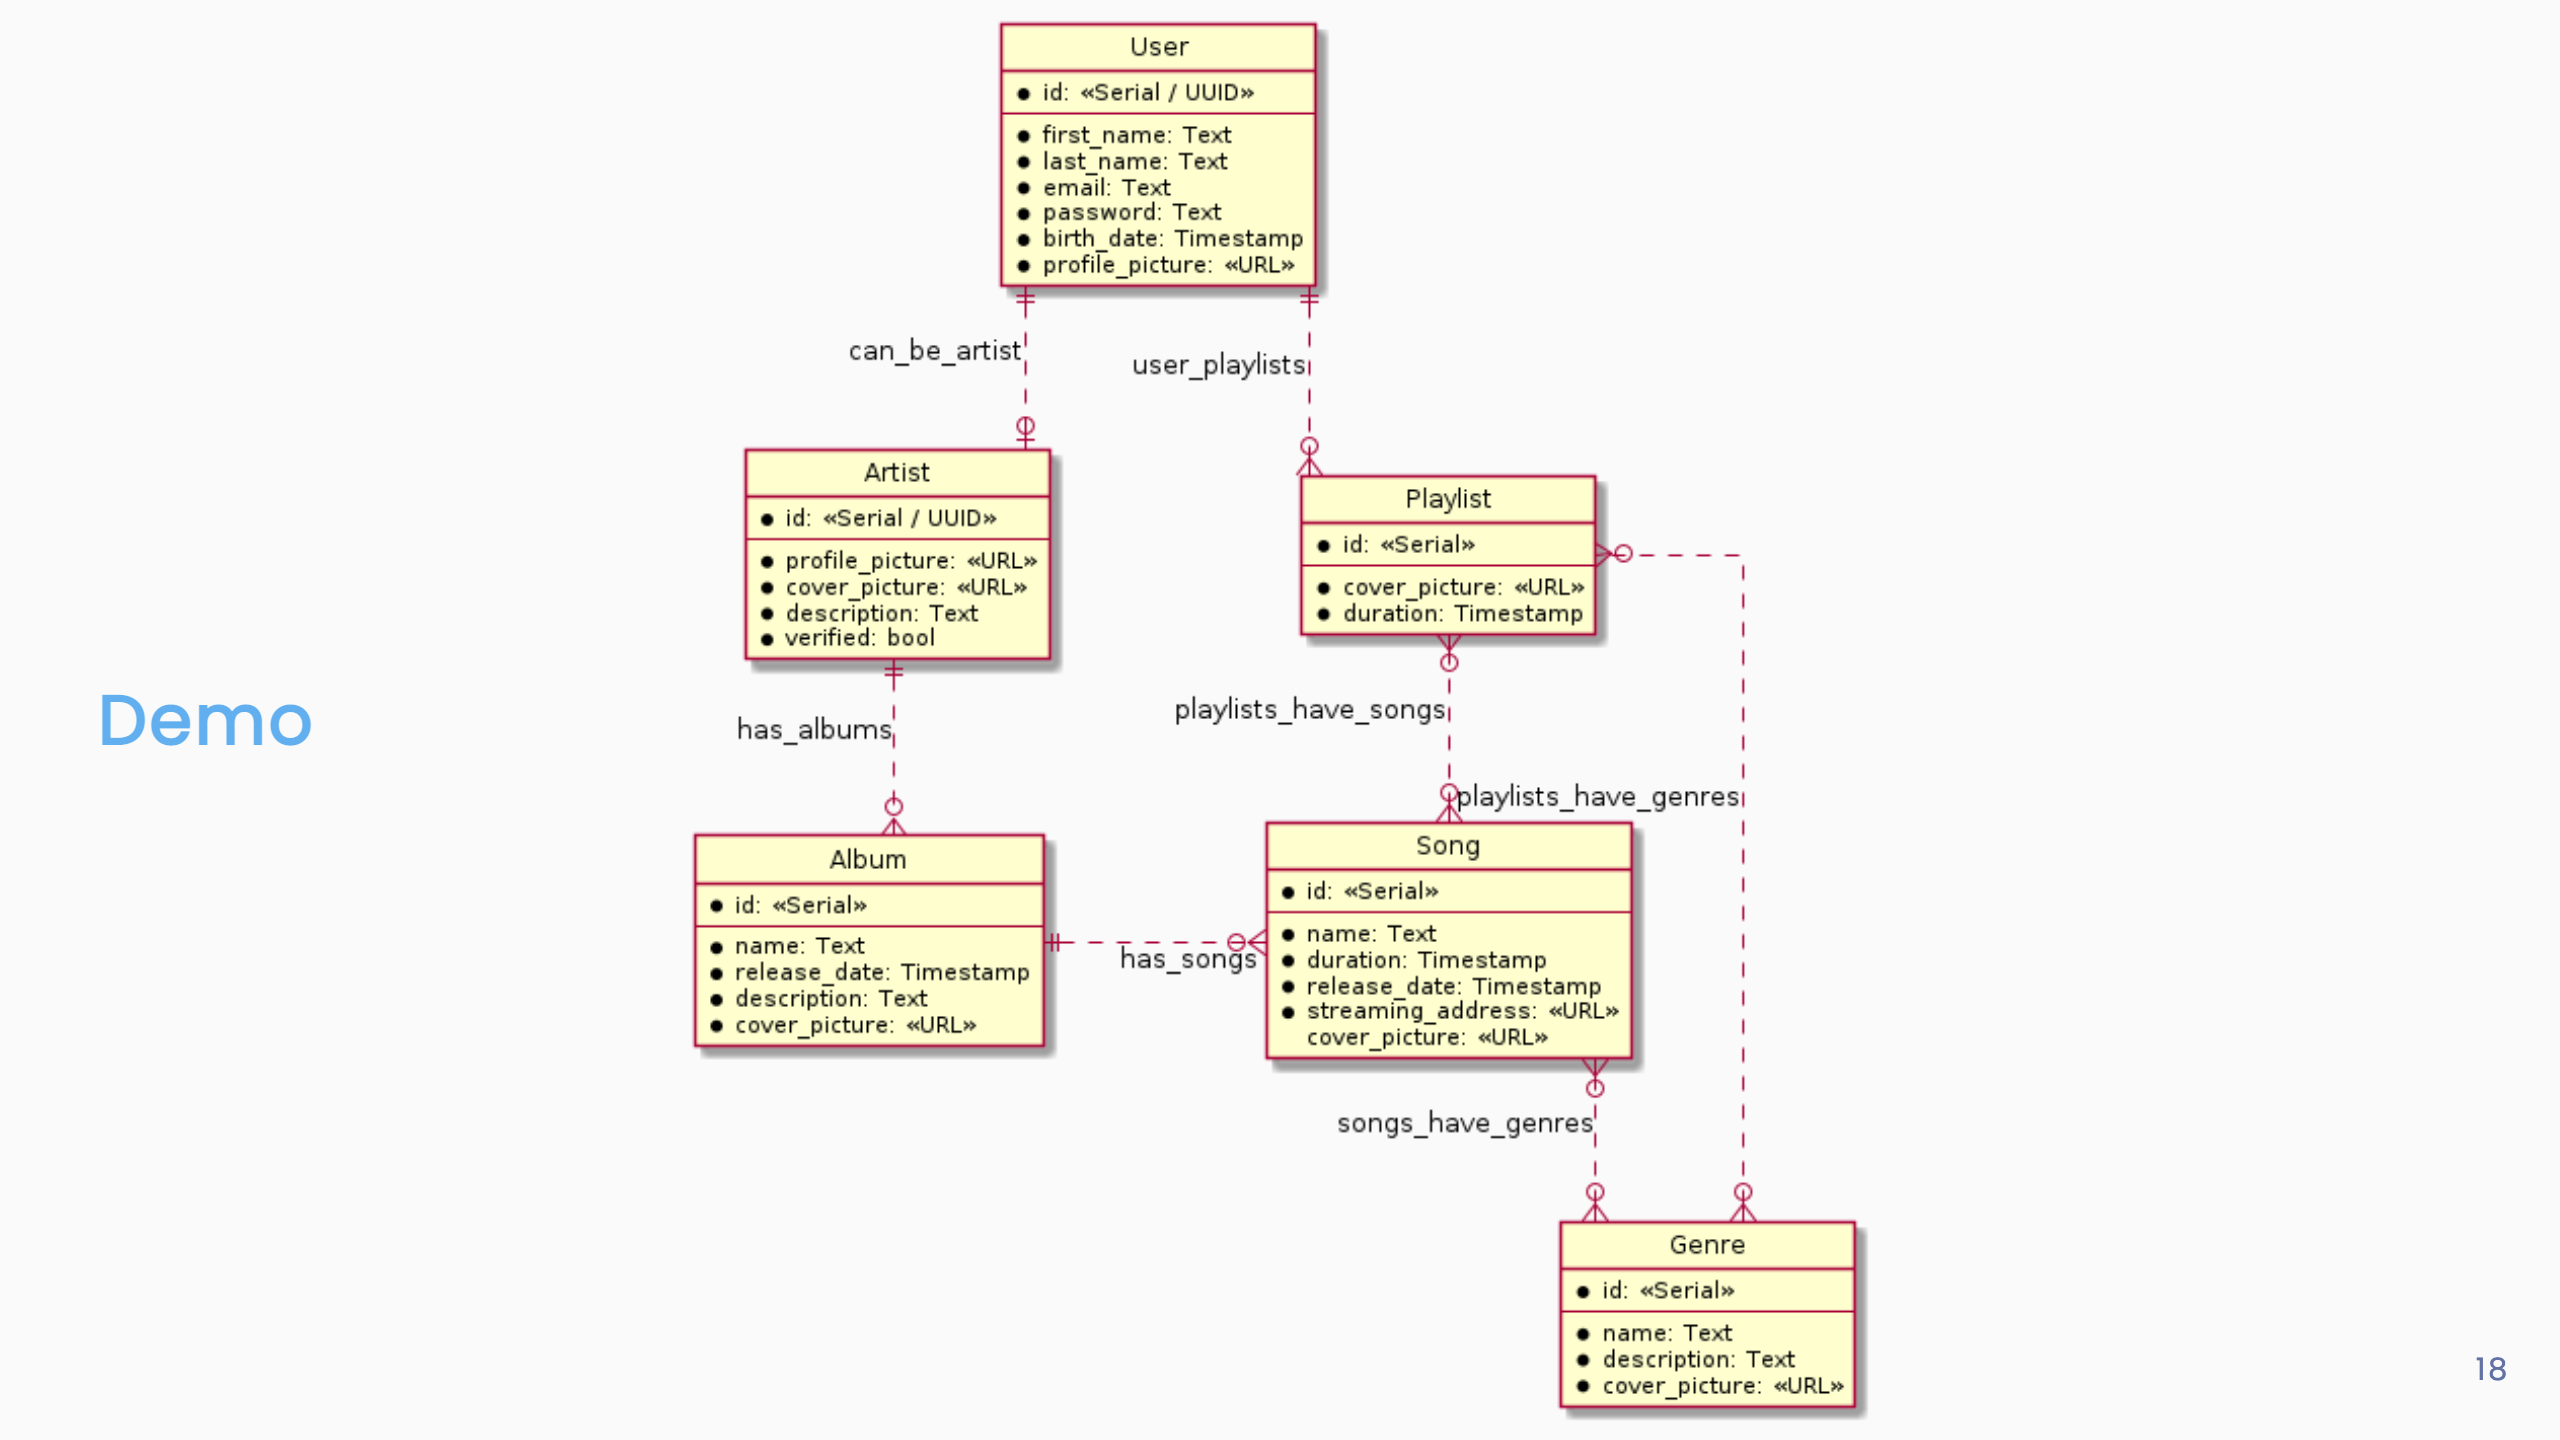 Demo
User
id: «Serial / UUID»
first_name: Text
last_name: Text
email: Text
password: Text
birth_date: Timestamp
profile_picture: «URL»
can_be_artist
user_playlists
Artist
id: «Serial / UUID»
profile_picture: «URL»
cover_picture: «URL»
description: Text
verified: bool
Playlist
id: «Serial»
cover_picture: «URL»
duration: Timestamp
has_albums
playlists_have_songs
playlists_have_genres
Album
id: «Serial»
name: Text
release_date: Timestamp
description: Text
cover_picture: «URL»
has_songs
Song
id: «Serial»
name: Text
duration: Timestamp
release_date: Timestamp
streaming_address: «URL»
cover_picture: «URL»
songs_have_genres
Genre
id: «Serial»
name: Text
description: Text
cover_picture: «URL»
18